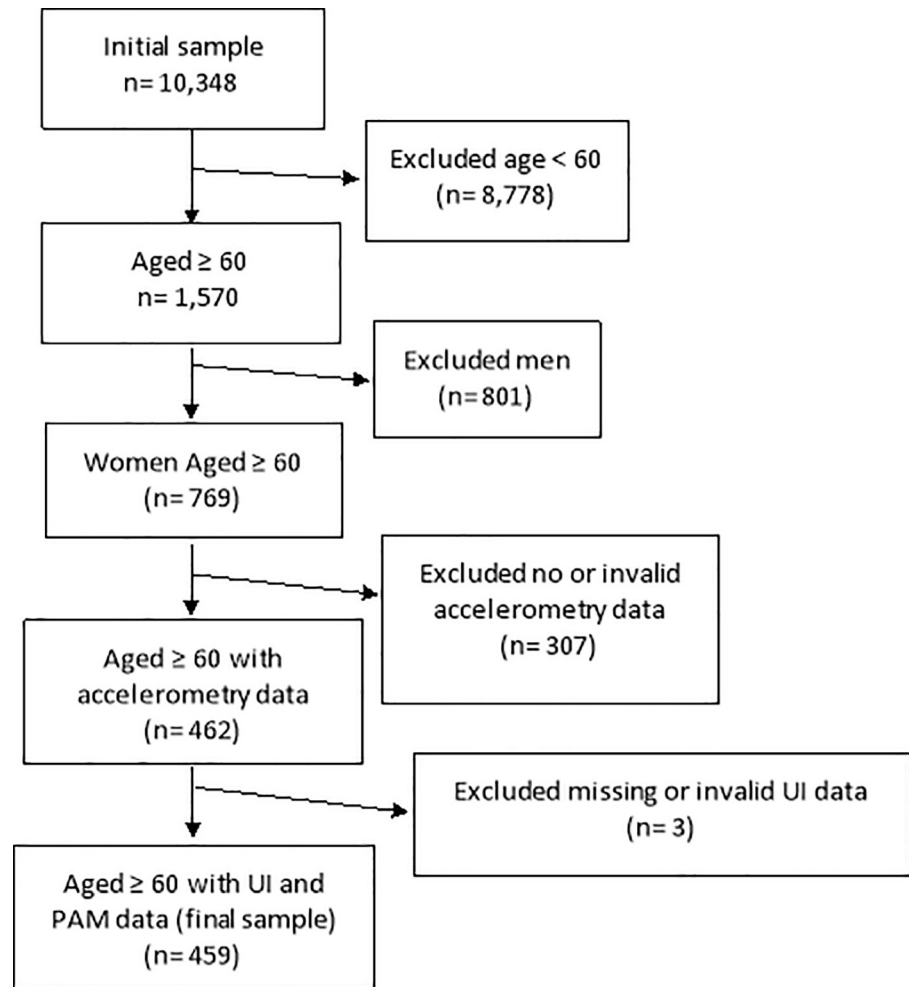 Initial sample
n= 10,348
Excluded age < 60
(n= 8,778)
Aged ≥ 60
n= 1,570
Excluded men
(n= 801)
Women Aged ≥ 60
(n= 769)
Excluded no or invalid
accelerometry data
(n= 307)
Aged ≥ 60 with
accelerometry data
(n= 462)
Excluded missing or invalid UI data
(n= 3)
Aged ≥ 60 with UI and
PAM data (final sample)
(n= 459)